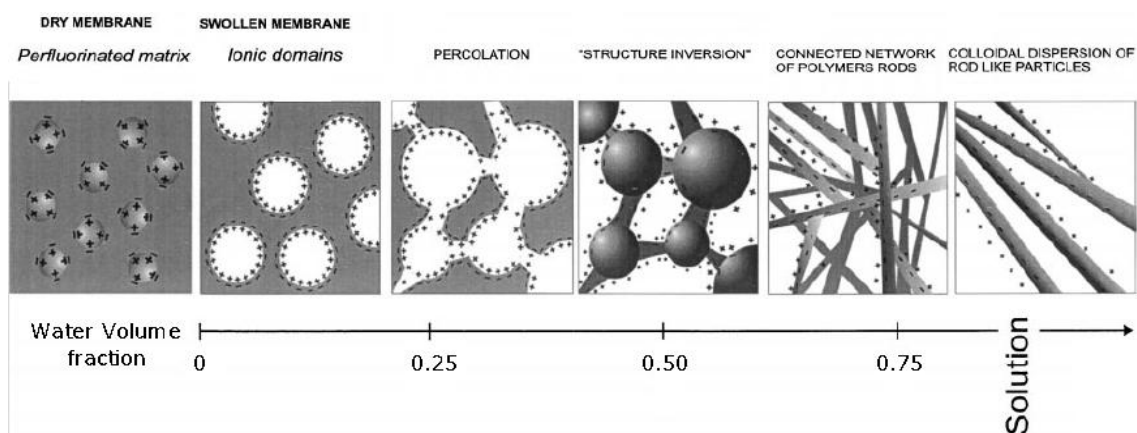 DRY MEMBRANE
Perfluorinated matrix
SWOLLEN MEMBRANE
Ionic domains
PERCOLATION
"STRUCTURE INVERSION"
CONNECTED NETWORK
OF POLYMERS RODS
COLLOIDAL DISPERSION OF
ROD LIKE PARTICLES
Water Volume
fraction
0
0.25
0.50
0.75
Solution